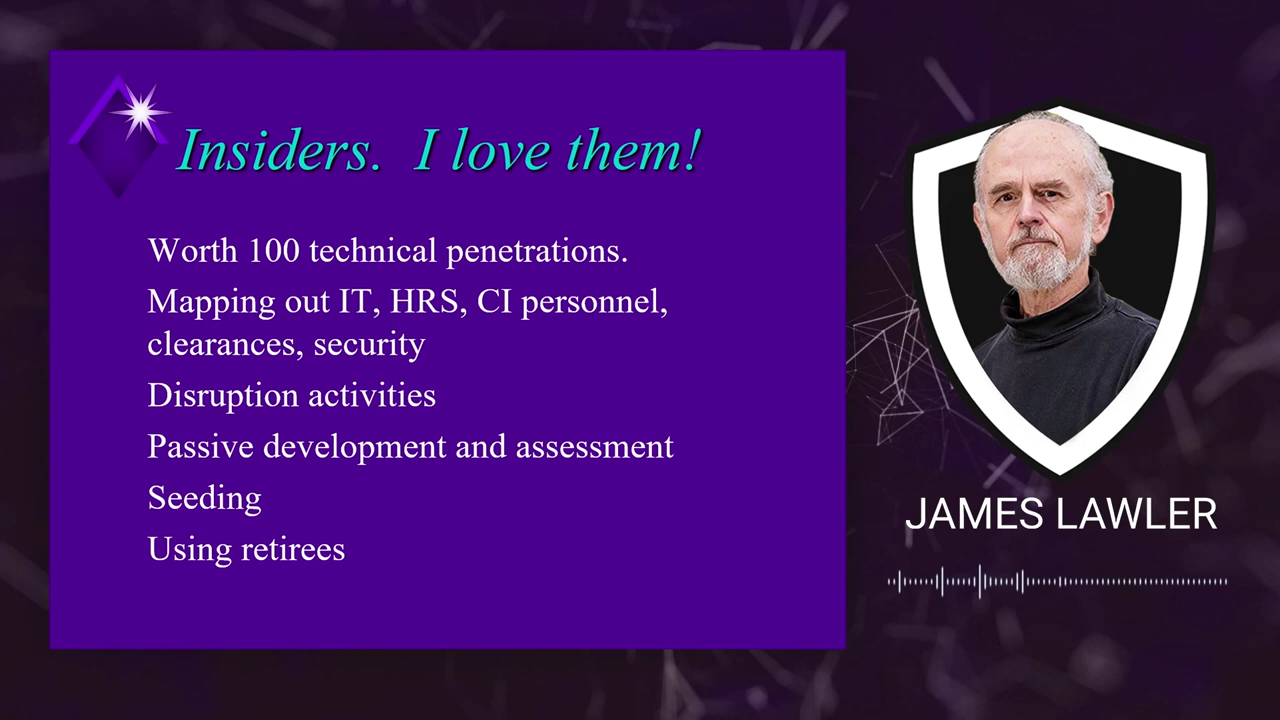 Insiders.  I love them!
Worth 100 technical penetrations.
Mapping out IT, HRS, CI personnel,
clearances, security
Disruption activities
Passive development and assessment
Seeding
Using retirees
JAMES LAWLER